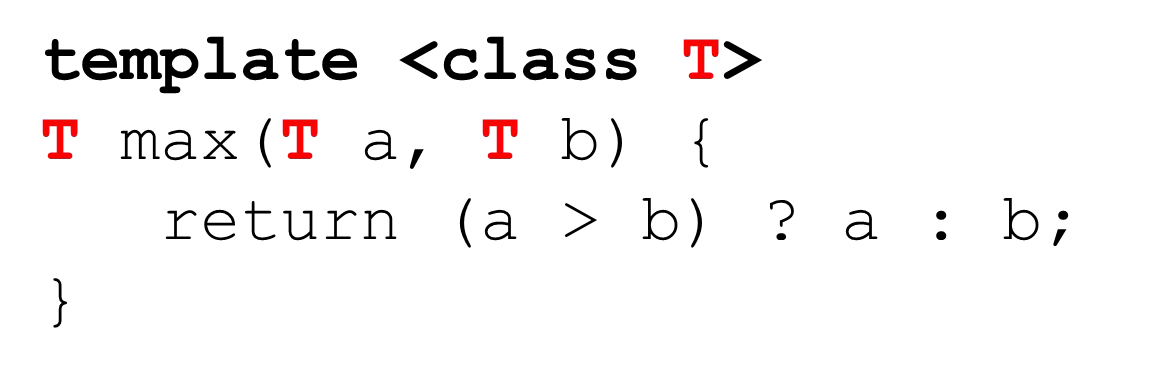 template <class T>
T max(T a, T b) {
   return (a > b) ? a : b;
}